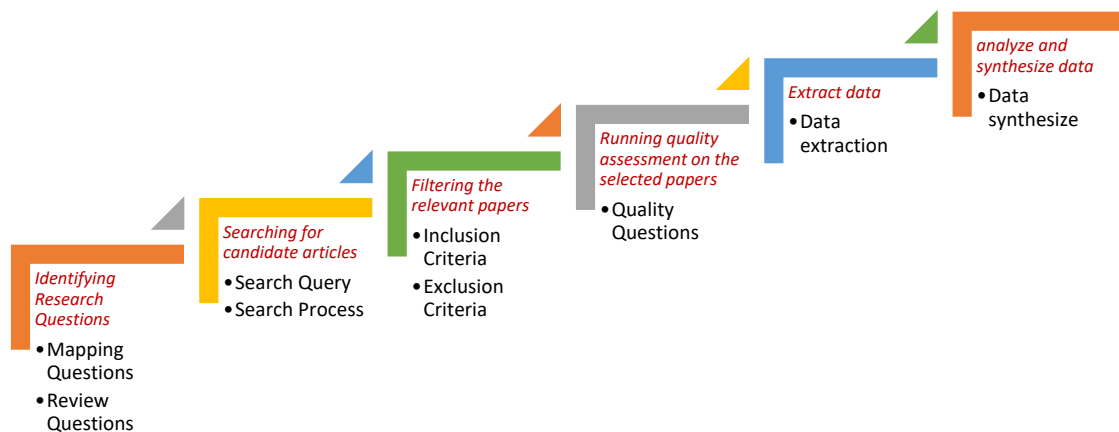 Identifying
Research
Questions
•Mapping
Questions
•Review
Questions
Searching for
candidate articles
•Search Query
•Search Process
Filtering the
relevant papers
•Inclusion
Criteria
•Exclusion
Criteria
Running quality
assessment on the
selected papers
•Quality
Questions
Extract data
•Data
extraction
analyze and
synthesize data
•Data
synthesize